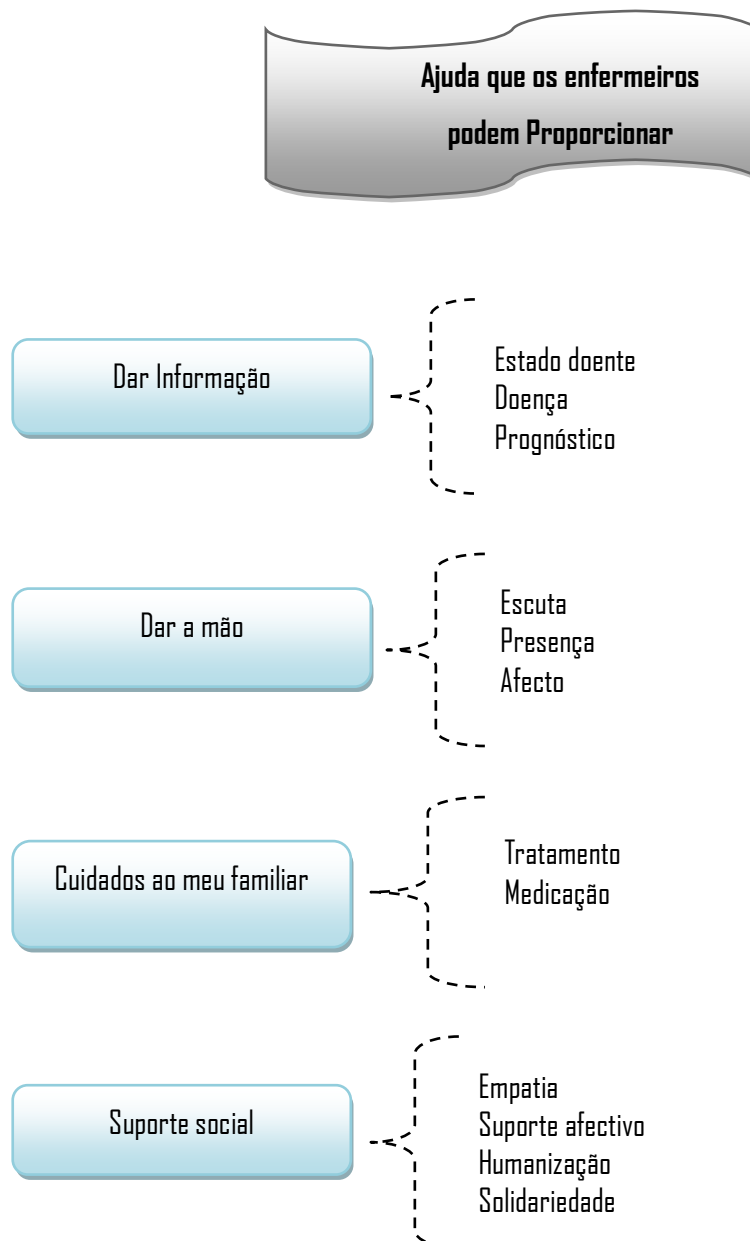 Ajuda que os enfermeiros
podem Proporcionar
Dar Informação
Estado doente
Doença
Prognóstico
Dar a mão
Escuta
Presença
Afecto
Cuidados ao meu familiar
Tratamento
Medicação
Suporte social
Empatia
Suporte afectivo
Humanização
Solidariedade